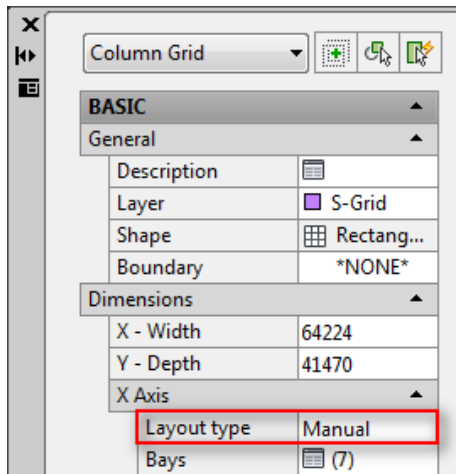 Column Grid
BASIC
General
Description
Layer S-Grid
Shape Rectang...
Boundary *NONE*
Dimensions
X - Width 64224
Y - Depth 41470
X Axis
Layout type Manual
Bays (7)